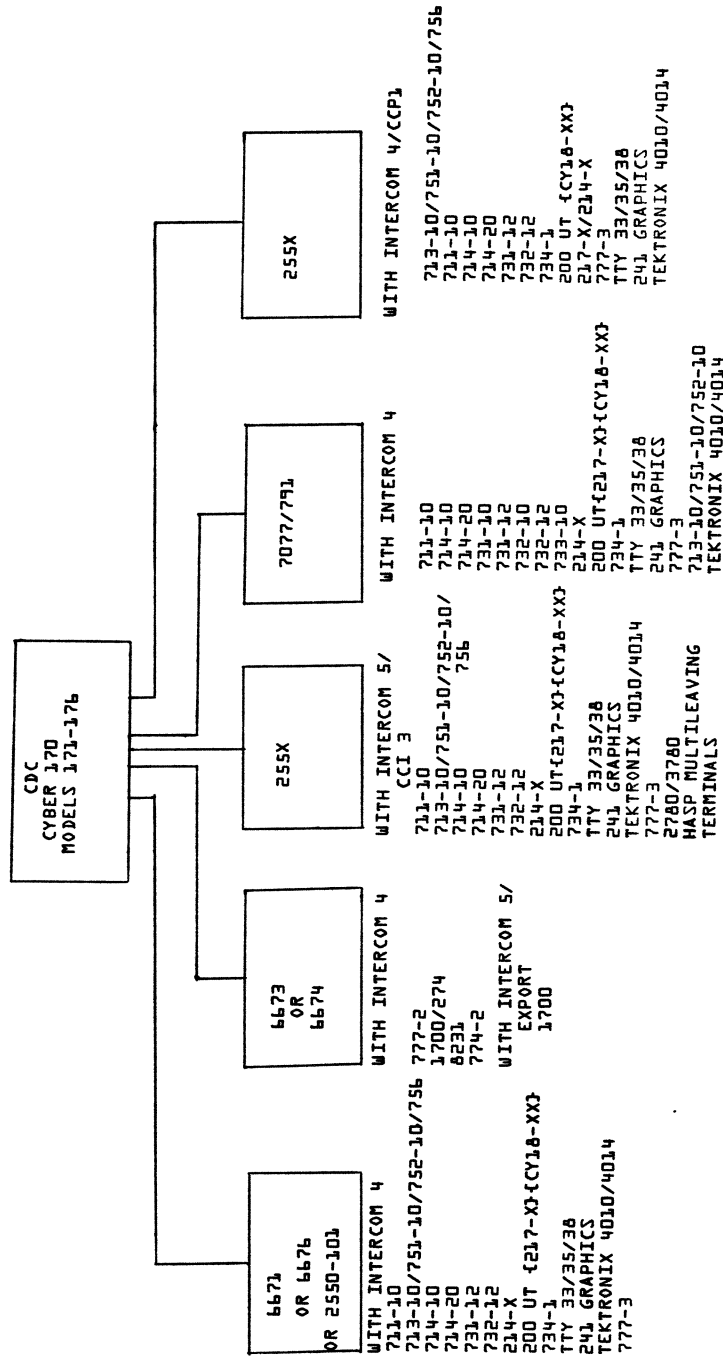 CDC
CYBER 170
MODELS 171-176
6671
OR 6676
OR 2550-101
WITH INTERCOM 4
711-10
713-10/751-10/752-10/756
714-10
714-20
731-12
732-12
214-X
200 UT {217-X}{CY18-XX}
734-1
TTY 33/35/38
241 GRAPHICS
TEKTRONIX 4010/4014
777-3
6673
OR
6674
WITH INTERCOM 4
777-2
1700/274
8231
774-2
WITH INTERCOM 5/
EXPORT
1700
255X
WITH INTERCOM 5/
CCI 3
711-10
713-10/751-10/752-10/
714-10 756
714-20
731-12
732-12
214-X
200 UT{217-X}{CY18-XX}
734-1
TTY 33/35/38
241 GRAPHICS
TEKTRONIX 4010/4014
777-3
2780/3780
HASP MULTILEAVING
TERMINALS
7077/791
WITH INTERCOM 4
711-10
714-10
714-20
731-10
731-12
732-10
732-12
733-10
214-X
200 UT{217-X}{CY18-XX}
734-1
TTY 33/35/38
241 GRAPHICS
777-3
713-10/751-10/752-10
TEKTRONIX 4010/4014
255X
WITH INTERCOM 4/CCP1
713-10/751-10/752-10/756
711-10
714-10
714-20
731-12
732-12
734-1
200 UT {CY18-XX}
217-X/214-X
777-3
TTY 33/35/38
241 GRAPHICS
TEKTRONIX 4010/4014